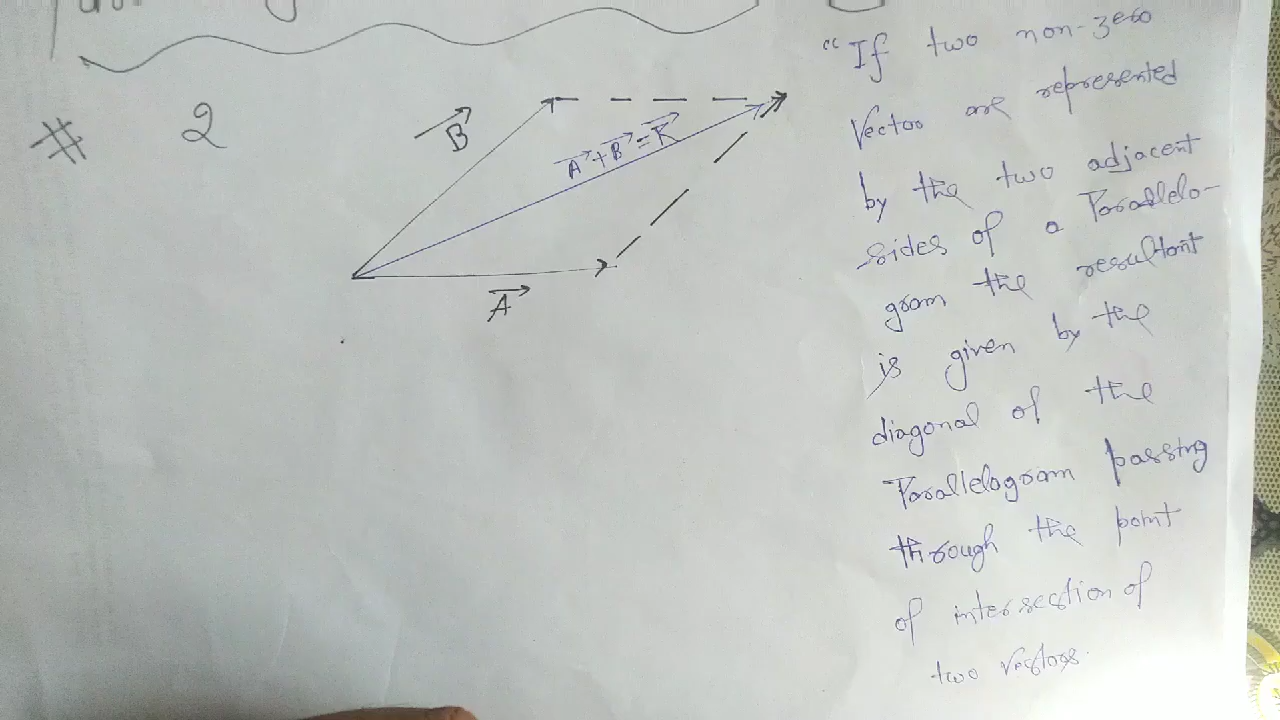 # 2
B
A + B = R
A
"If two non-zero
Vector are represented
by the two adjacent
sides of a Parallelo-
gram the resultant
is given by the
diagonal of the
Parallelogram passing
through the point
of intersection of
two vectors.